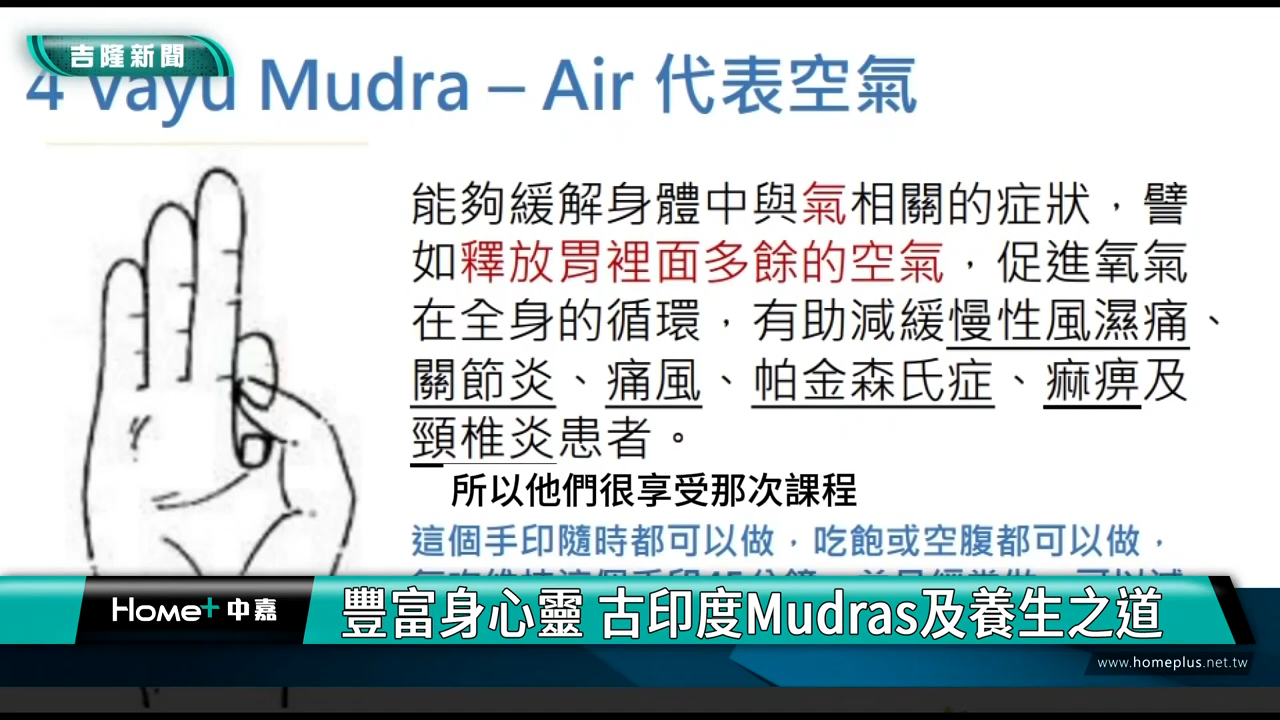 吉隆新聞
4 Vayu Mudra – Air 代表空氣
能夠緩解身體中與氣相關的症狀，譬
如釋放胃裡面多餘的空氣，促進氧氣
在全身的循環，有助減緩慢性風濕痛、
關節炎、痛風、帕金森氏症、麻痹及
頸椎炎患者。
所以他們很享受那次課程
這個手印隨時都可以做，吃飽或空腹都可以做，
Home+ 中嘉
豐富身心靈 古印度Mudras及養生之道
www.homeplus.net.tw